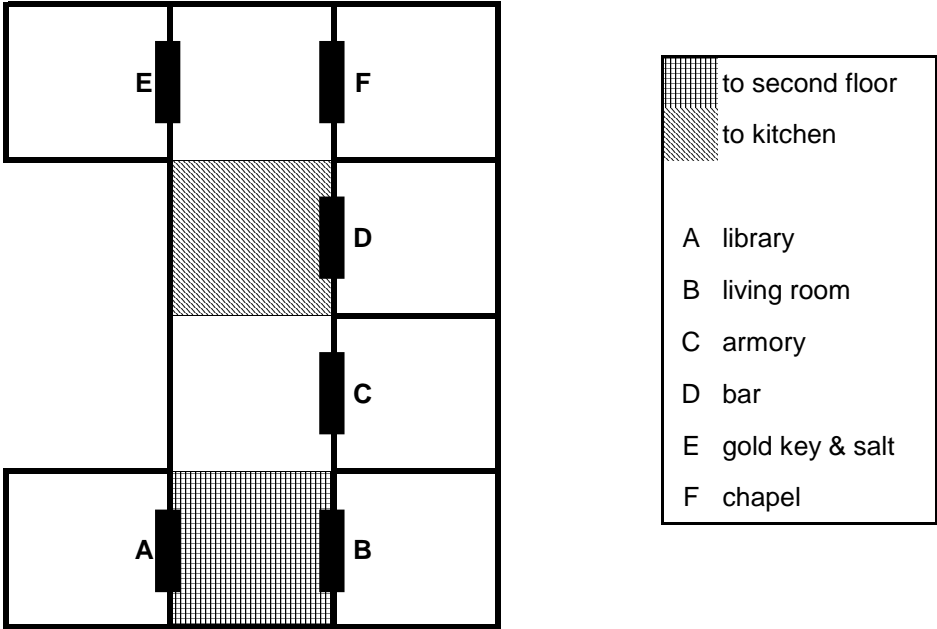 E
F
D
C
A
B
to second floor
to kitchen
A library
B living room
C armory
D bar
E gold key & salt
F chapel